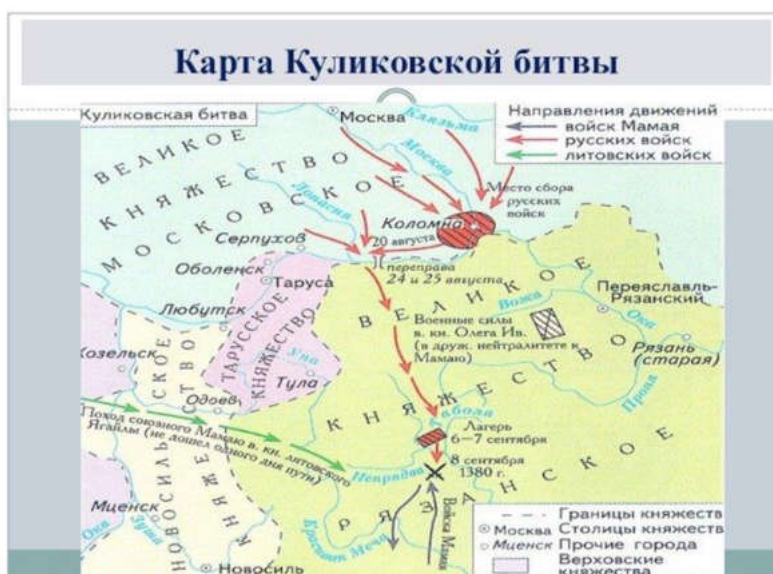 Карта Куликовской битвы
Куликовская битва
Москва
Клязьма
Направления движений
войск Мамая
русских войск
литовских войск
ВЕЛИКОЕ
КНЯЖЕСТВО
МОСКОВСКОЕ
Москва
Лопасня
Место сбора
русских
войск
Коломна
20 августа
Серпухов
переправа
24 и 25 августа
Оболенск
Таруса
Любутск
ТАРУССКОЕ
КНЯЖЕСТВО
ВЕЛИКОЕ
Вожа
Переяславль-
Рязанский
Ока
Военные силы
в. кн. Олега Ив.
(в друж. нейтралитете к
Мамаю)
Рязань
(старая)
Проня
Козельск
Упа
Тула
Одоев
КНЯЖЕСТВО
Поход союзного Мамаю в. кн. литовского
Ягайлы (не дошел одного дня пути)
Лагерь
6—7 сентября
Непрядва
8 сентября
1380 г.
РЯЗАНСКОЕ
НОВОСИЛЬСКОЕ
КНЯЖЕСТВО
Мценск
Ока
Зуша
Новосиль
Красивая Меча
Войска Мамая
Границы княжеств
Москва Столицы княжеств
Мценск Прочие города
Верховские
княжества